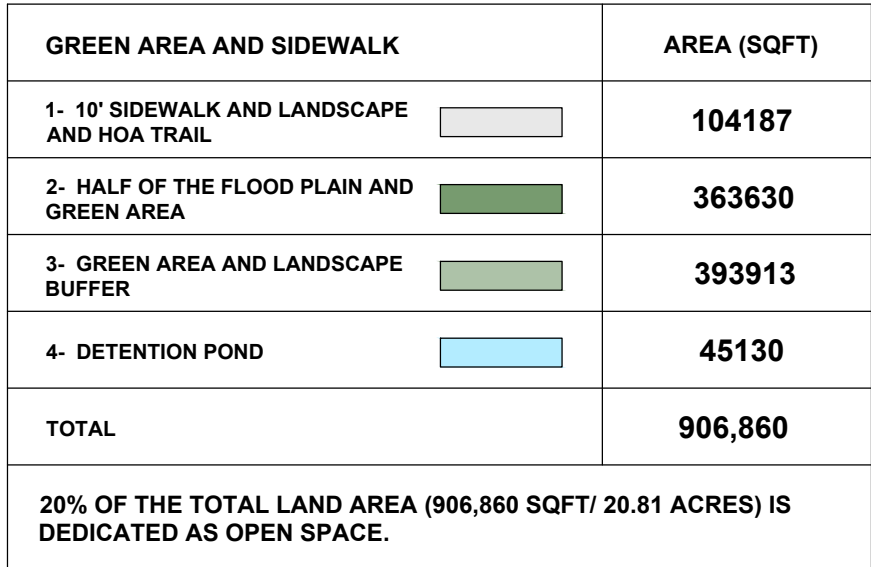 GREEN AREA AND SIDEWALK
AREA (SQFT)
1- 10' SIDEWALK AND LANDSCAPE
AND HOA TRAIL
104187
2- HALF OF THE FLOOD PLAIN AND
GREEN AREA
363630
3- GREEN AREA AND LANDSCAPE
BUFFER
393913
4- DETENTION POND
45130
TOTAL
906,860
20% OF THE TOTAL LAND AREA (906,860 SQFT/ 20.81 ACRES) IS
DEDICATED AS OPEN SPACE.